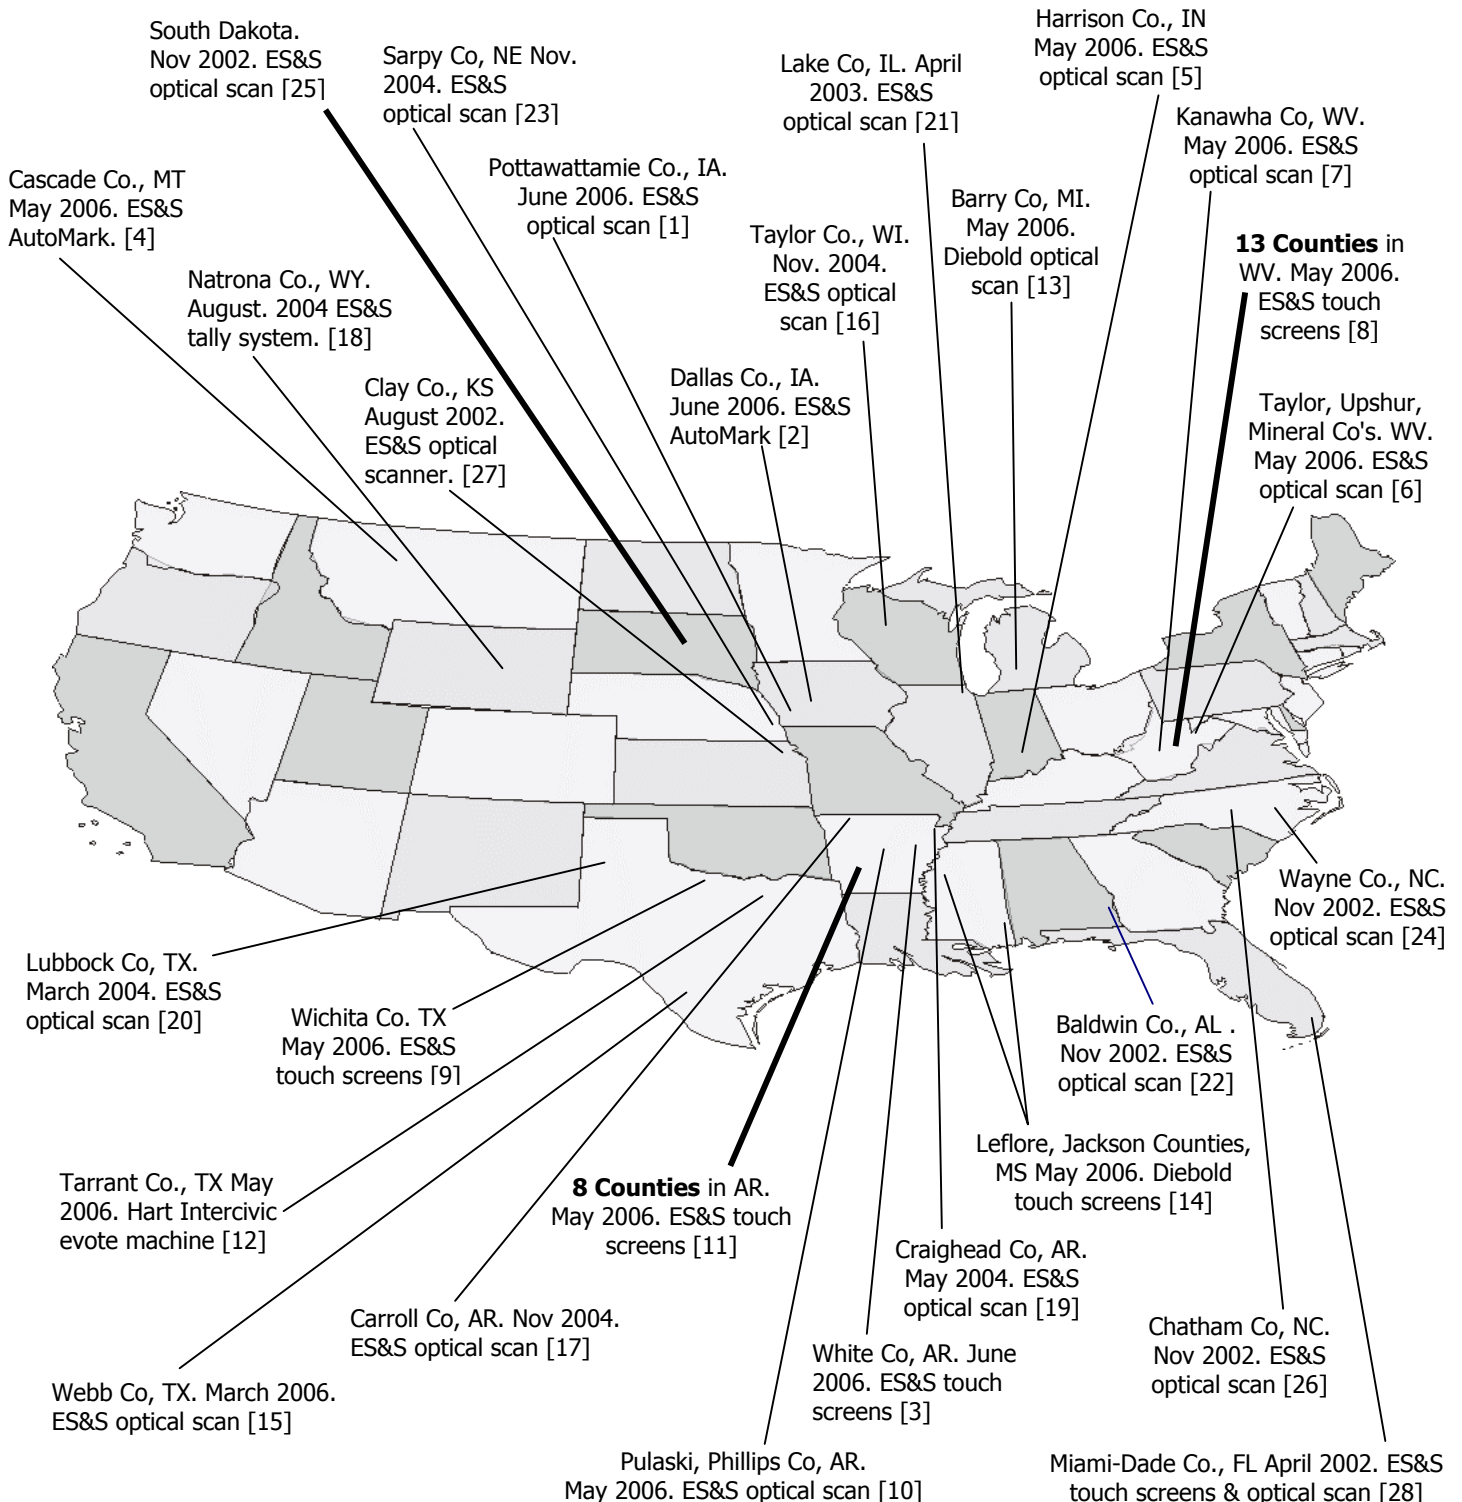 South Dakota.
Nov 2002. ES&S
optical scan [25]
Sarpy Co, NE Nov.
2004. ES&S
optical scan [23]
Lake Co, IL. April
2003. ES&S
optical scan [21]
Harrison Co., IN
May 2006. ES&S
optical scan [5]
Kanawha Co, WV.
May 2006. ES&S
optical scan [7]
Cascade Co., MT
May 2006. ES&S
AutoMark. [4]
Pottawattamie Co., IA.
June 2006. ES&S
optical scan [1]
Barry Co, MI.
May 2006.
Diebold optical
scan [13]
Taylor Co., WI.
Nov. 2004.
ES&S optical
scan [16]
13 Counties in
WV. May 2006.
ES&S touch
screens [8]
Natrona Co., WY.
August. 2004 ES&S
tally system. [18]
Clay Co., KS
August 2002.
ES&S optical
scanner. [27]
Dallas Co., IA.
June 2006. ES&S
AutoMark [2]
Taylor, Upshur,
Mineral Co's. WV.
May 2006. ES&S
optical scan [6]
Wayne Co., NC.
Nov 2002. ES&S
optical scan [24]
Lubbock Co, TX.
March 2004. ES&S
optical scan [20]
Wichita Co. TX
May 2006. ES&S
touch screens [9]
Baldwin Co., AL .
Nov 2002. ES&S
optical scan [22]
Leflore, Jackson Counties,
MS May 2006. Diebold
touch screens [14]
Tarrant Co., TX May
2006. Hart Intercivic
evote machine [12]
8 Counties in AR.
May 2006. ES&S touch
screens [11]
Craighead Co, AR.
May 2004. ES&S
optical scan [19]
Carroll Co, AR. Nov 2004.
ES&S optical scan [17]
White Co, AR. June
2006. ES&S touch
screens [3]
Chatham Co, NC.
Nov 2002. ES&S
optical scan [26]
Webb Co, TX. March 2006.
ES&S optical scan [15]
Pulaski, Phillips Co, AR.
May 2006. ES&S optical scan [10]
Miami-Dade Co., FL April 2002. ES&S
touch screens & optical scan [28]